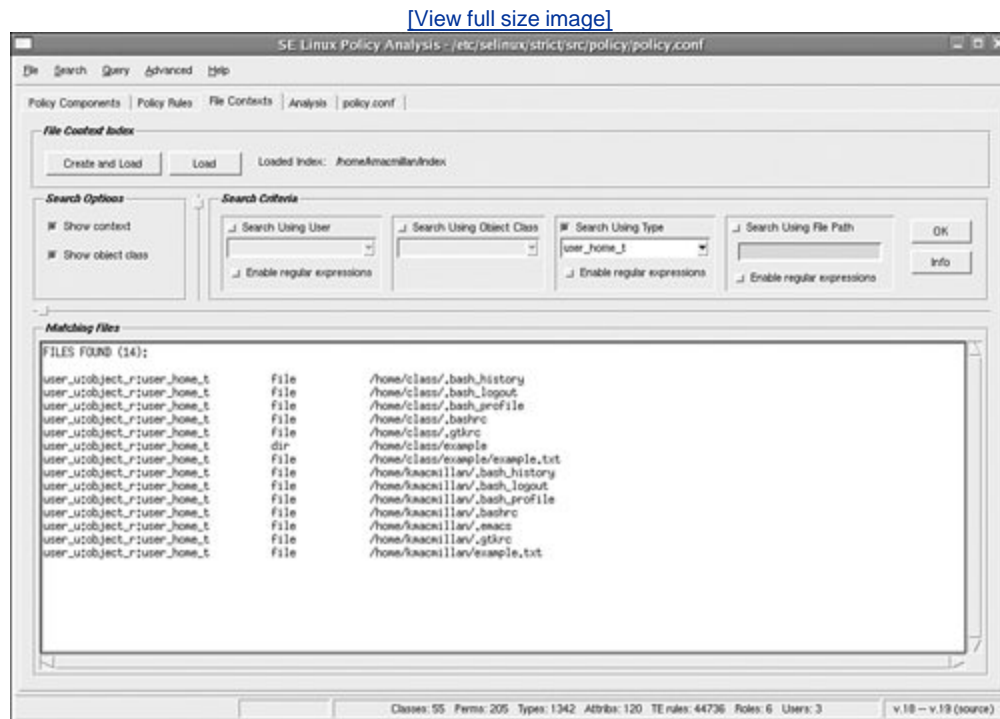 [View full size image]
SE Linux Policy Analysis - /etc/selinux/strict/src/policy/policy.conf
File Search Query Advanced Help
Policy Components Policy Rules File Contexts Analysis policy.conf
File Context Index
Create and Load Load Loaded Index: /home/kmacmillan/index
Search Options Search Criteria
Show context Search Using User Search Using Object Class Search Using Type Search Using File Path OK
Show object class user_home_t
Enable regular expressions Enable regular expressions Enable regular expressions Info
Matching Files
FILES FOUND (14):
user_u:object_r:user_home_t file /home/class/.bash_history
user_u:object_r:user_home_t file /home/class/.bash_logout
user_u:object_r:user_home_t file /home/class/.bash_profile
user_u:object_r:user_home_t file /home/class/.bashrc
user_u:object_r:user_home_t file /home/class/.gtkrc
user_u:object_r:user_home_t dir /home/class/example
user_u:object_r:user_home_t file /home/class/example/example.txt
user_u:object_r:user_home_t file /home/kmacmillan/.bash_history
user_u:object_r:user_home_t file /home/kmacmillan/.bash_logout
user_u:object_r:user_home_t file /home/kmacmillan/.bash_profile
user_u:object_r:user_home_t file /home/kmacmillan/.bashrc
user_u:object_r:user_home_t file /home/kmacmillan/.emacs
user_u:object_r:user_home_t file /home/kmacmillan/.gtkrc
user_u:object_r:user_home_t file /home/kmacmillan/example.txt
Classes: 55 Perms: 205 Types: 1342 Attribs: 120 TE rules: 44736 Roles: 6 Users: 3 v.18 -- v.19 (source)